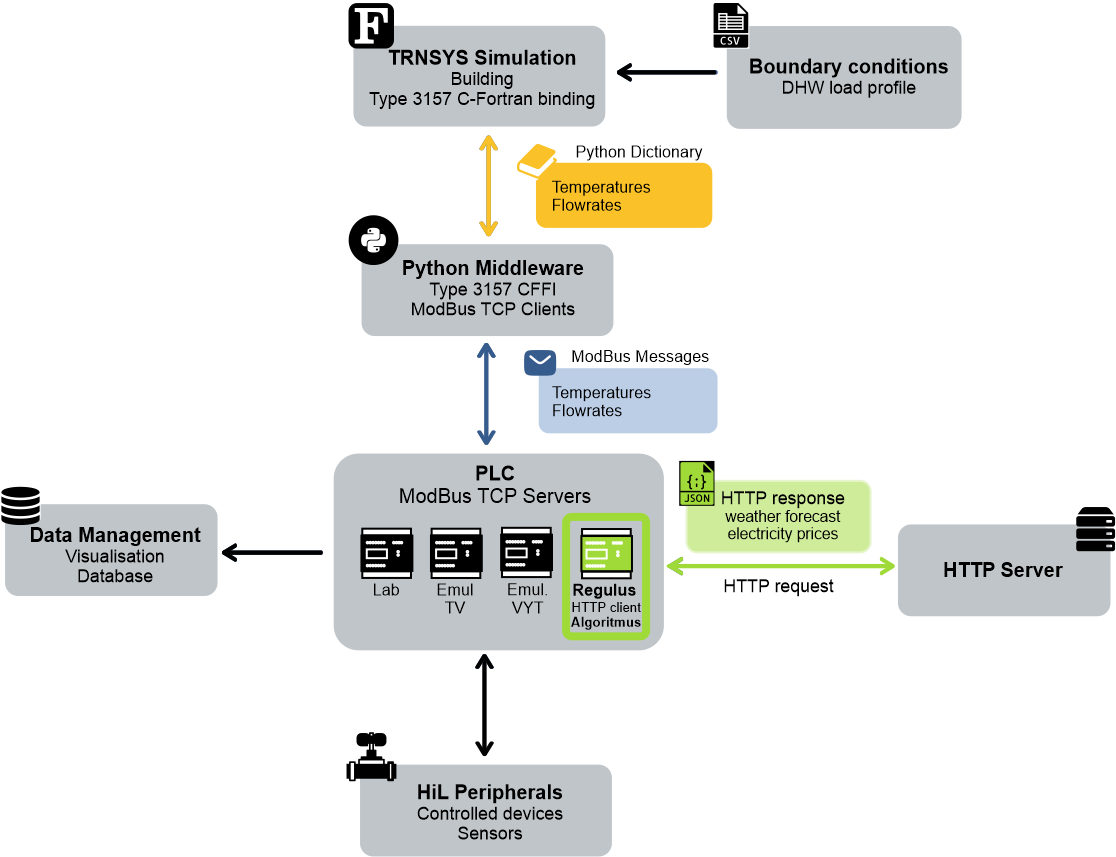 F
CSV
TRNSYS Simulation
Building
Type 3157 C-Fortran binding
Boundary conditions
DHW load profile
Python Dictionary
Temperatures
Flowrates
Python Middleware
Type 3157 CFFI
ModBus TCP Clients
ModBus Messages
Temperatures
Flowrates
PLC
ModBus TCP Servers
Lab
Emul
TV
Emul.
VYT
Regulus
HTTP client
Algoritmus
{;}
JSON
HTTP response
weather forecast
electricity prices
HTTP request
HTTP Server
Data Management
Visualisation
Database
HiL Peripherals
Controlled devices
Sensors